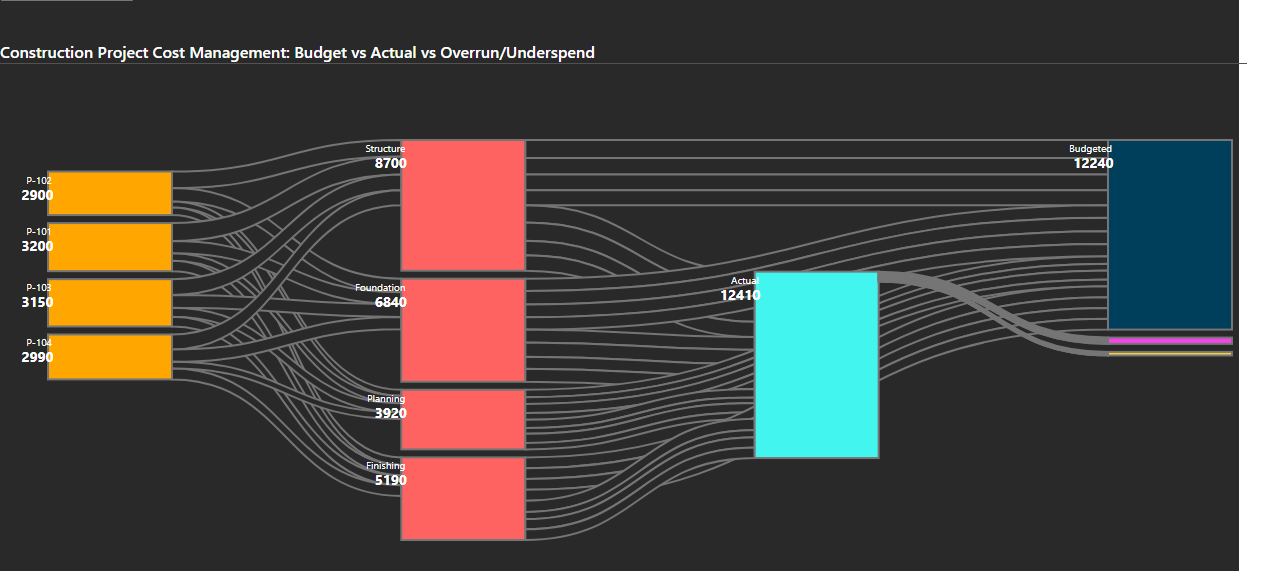 Construction Project Cost Management: Budget vs Actual vs Overrun/Underspend
Structure
8700
Budgeted
12240
P-102
2900
P-101
3200
Actual
12410
P-103
3150
Foundation
6840
P-104
2990
Planning
3920
Finishing
5190